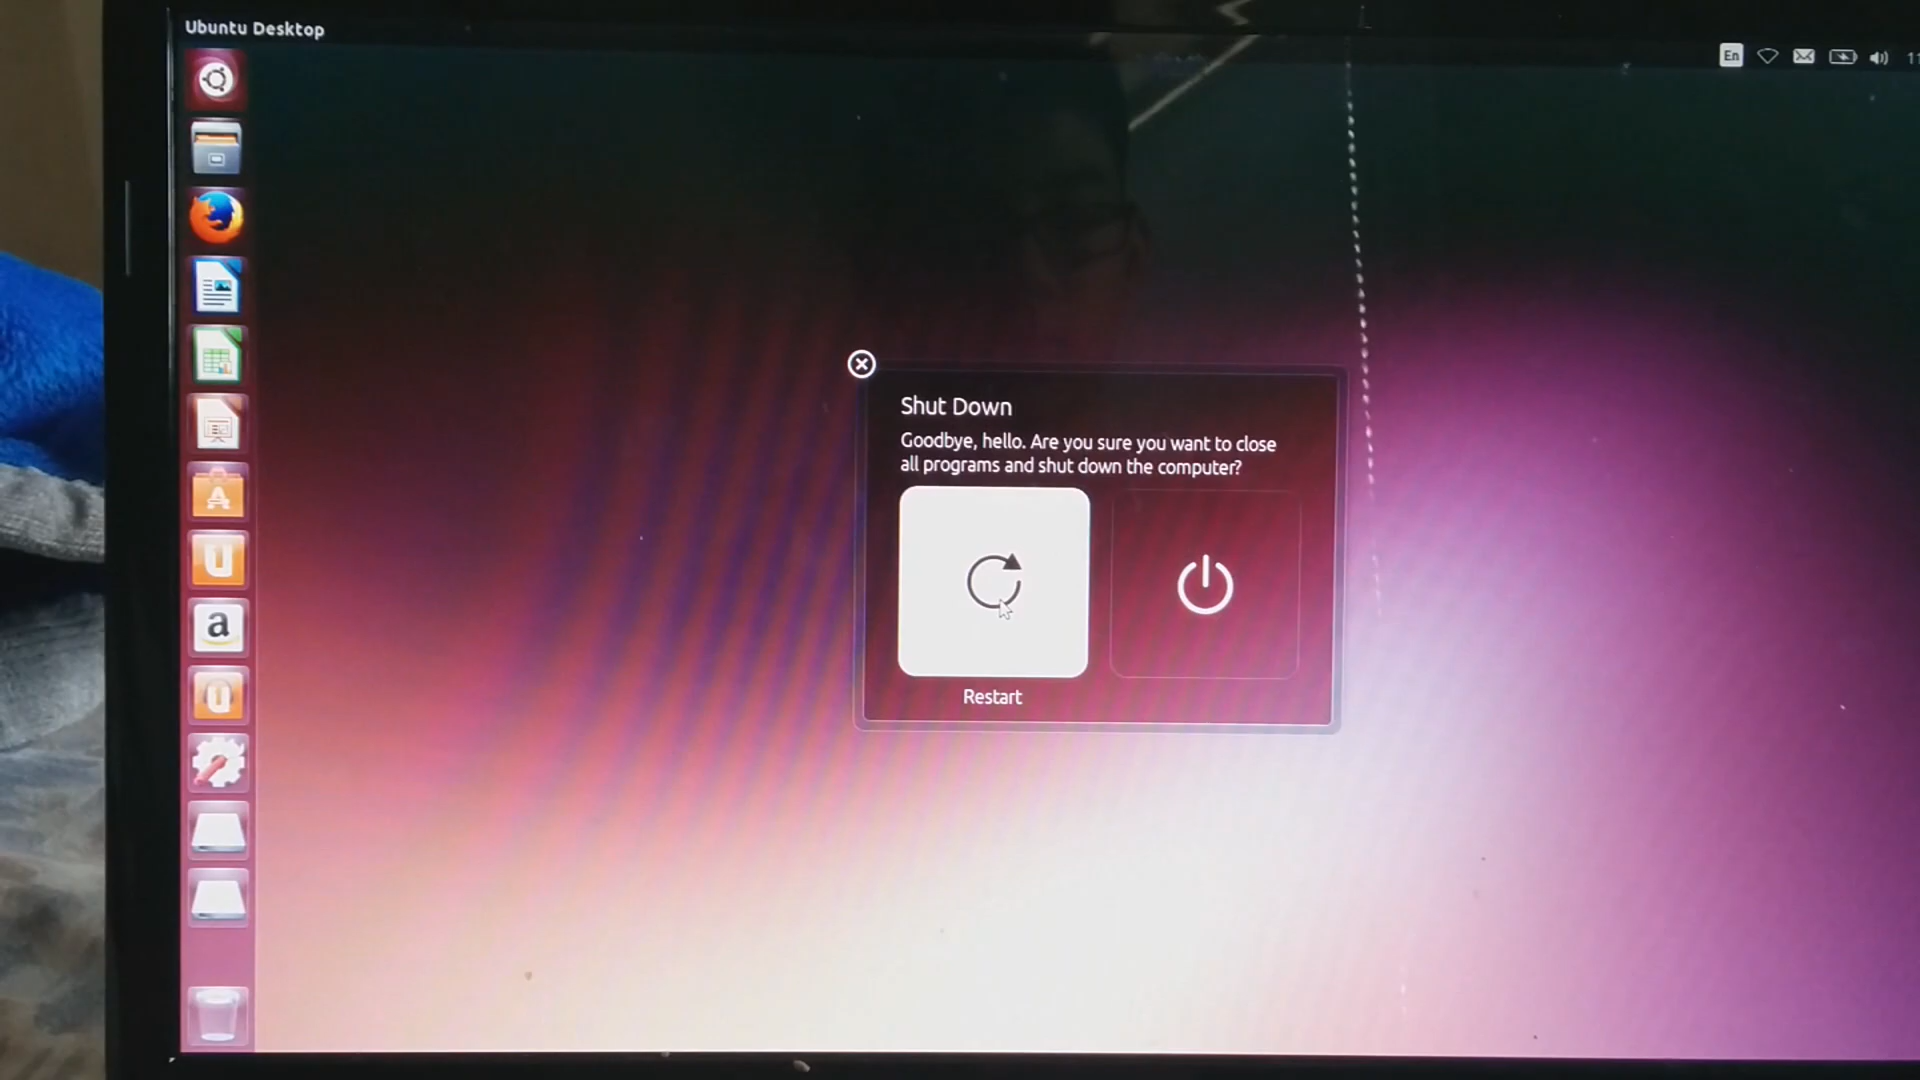 Ubuntu Desktop
En
11
Shut Down
Goodbye, hello. Are you sure you want to close
all programs and shut down the computer?
Restart